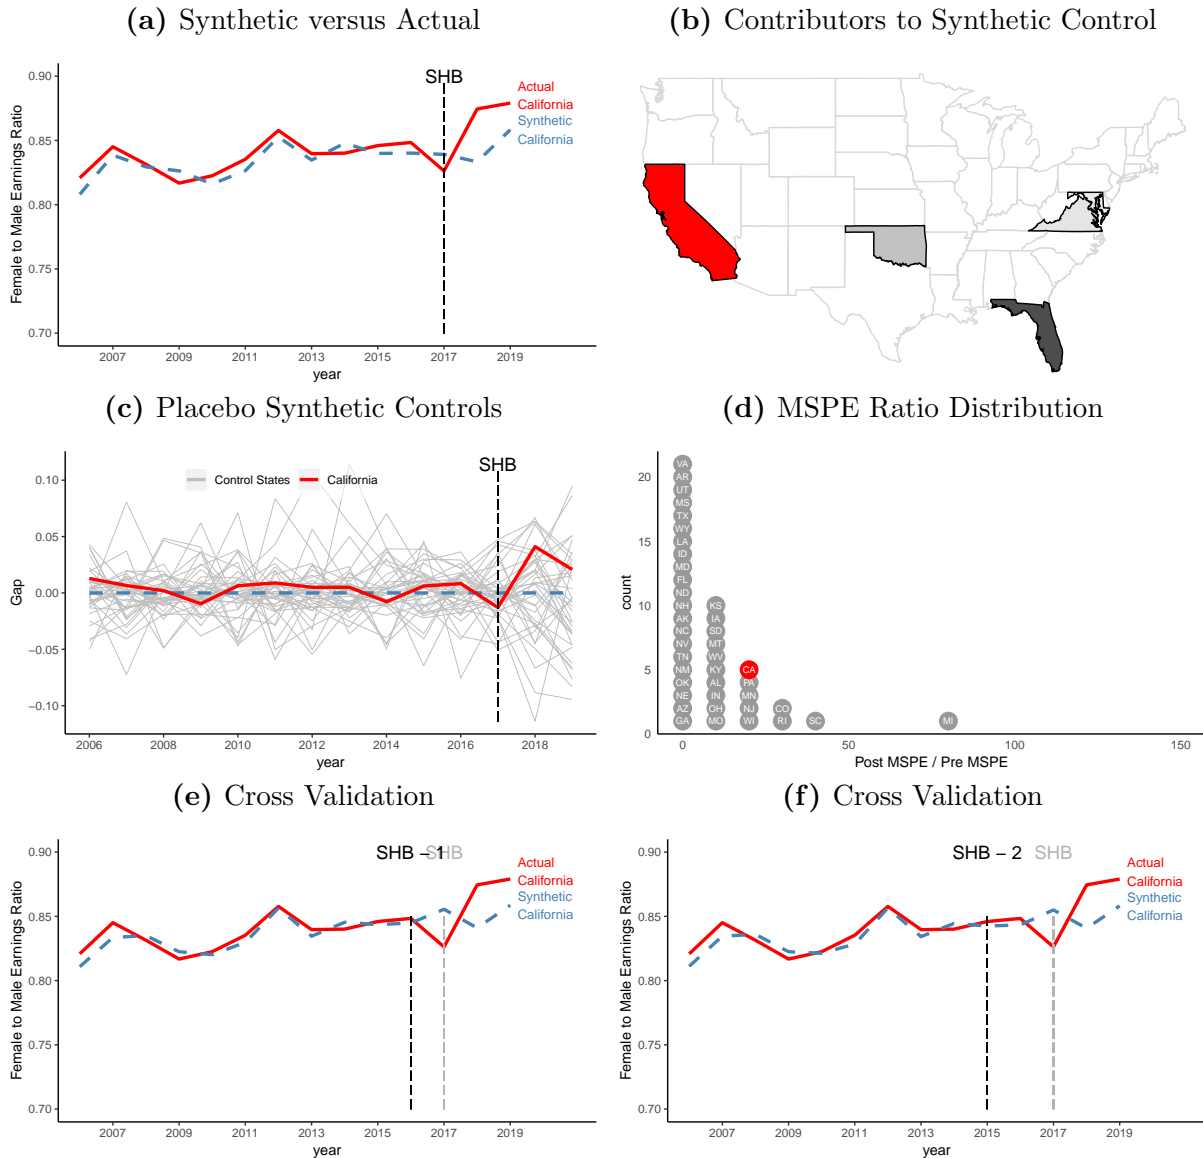 (a) Synthetic versus Actual
(b) Contributors to Synthetic Control
0.90
0.85
0.80
0.75
0.70
Female to Male Earnings Ratio
SHB
Actual
California
Synthetic
California
2007 2009 2011 2013 2015 2017 2019
year
(c) Placebo Synthetic Controls
(d) MSPE Ratio Distribution
0.10
0.05
0.00
−0.05
−0.10
Gap
Control States California
SHB
2006 2008 2010 2012 2014 2016 2018
year
20
15
10
5
0
count
VA
AR
UT
MS
TX
WY
LA
ID
MD
FL
ND
NH
AK
NC
NV
TN
NM
OK
NE
AZ
GA
KS
IA
SD
MT
WV
KY
AL
IN
OH
MO
CA
PA
MN
NJ
WI
CO
RI
SC
MI
0 50 100 150
Post MSPE / Pre MSPE
(e) Cross Validation
(f) Cross Validation
0.90
0.85
0.80
0.75
0.70
Female to Male Earnings Ratio
SHB − 1
SHB
Actual
California
Synthetic
California
2007 2009 2011 2013 2015 2017 2019
year
0.90
0.85
0.80
0.75
0.70
Female to Male Earnings Ratio
SHB − 2
SHB
Actual
California
Synthetic
California
2007 2009 2011 2013 2015 2017 2019
year